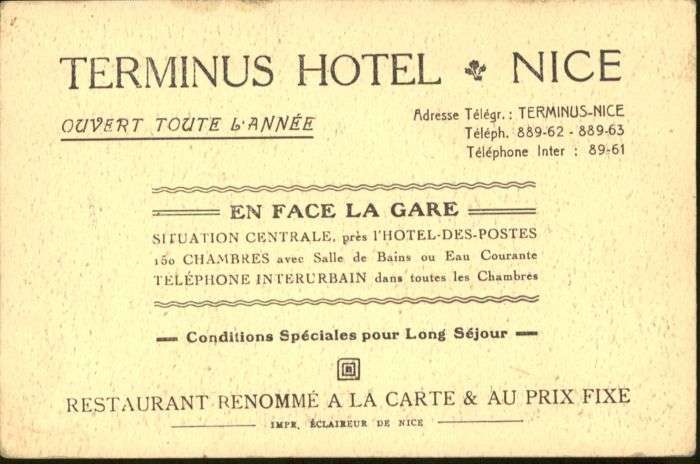 TERMINUS HOTEL NICE
OUVERT TOUTE L'ANNÉE
Adresse Télégr. : TERMINUS-NICE
Téléph. 889-62 - 889-63
Téléphone Inter : 89-61
EN FACE LA GARE
SITUATION CENTRALE, près l'HOTEL-DES-POSTES
150 CHAMBRES avec Salle de Bains ou Eau Courante
TÉLÉPHONE INTERURBAIN dans toutes les Chambres
Conditions Spéciales pour Long Séjour
RESTAURANT RENOMMÉ A LA CARTE & AU PRIX FIXE
IMPR. ÉCLAIREUR DE NICE